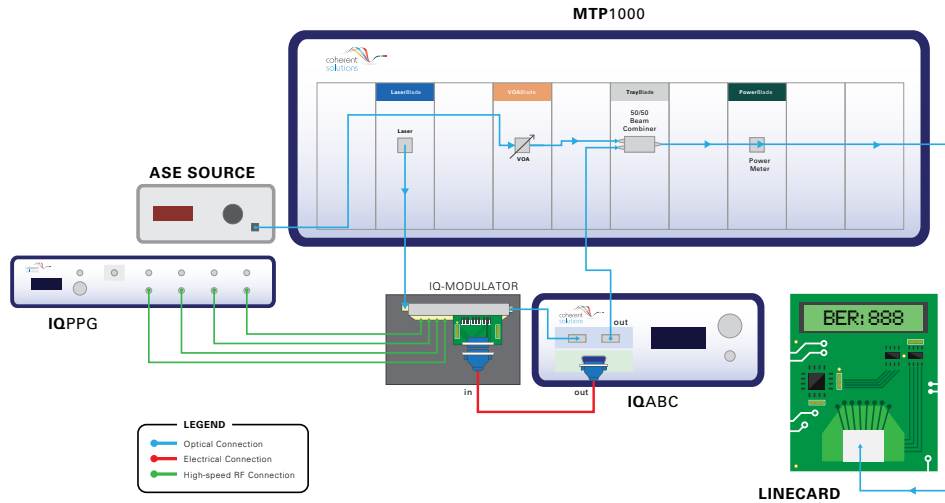 MTP1000
coherent
solutions
LaserBlade
VOABlade
TrayBlade
PowerBlade
Laser
VOA
50/50
Beam
Combiner
Power
Meter
ASE SOURCE
IQPPG
IQ-MODULATOR
in
coherent
solutions
out
out
IQABC
BER:888
LINECARD
LEGEND
Optical Connection
Electrical Connection
High-speed RF Connection